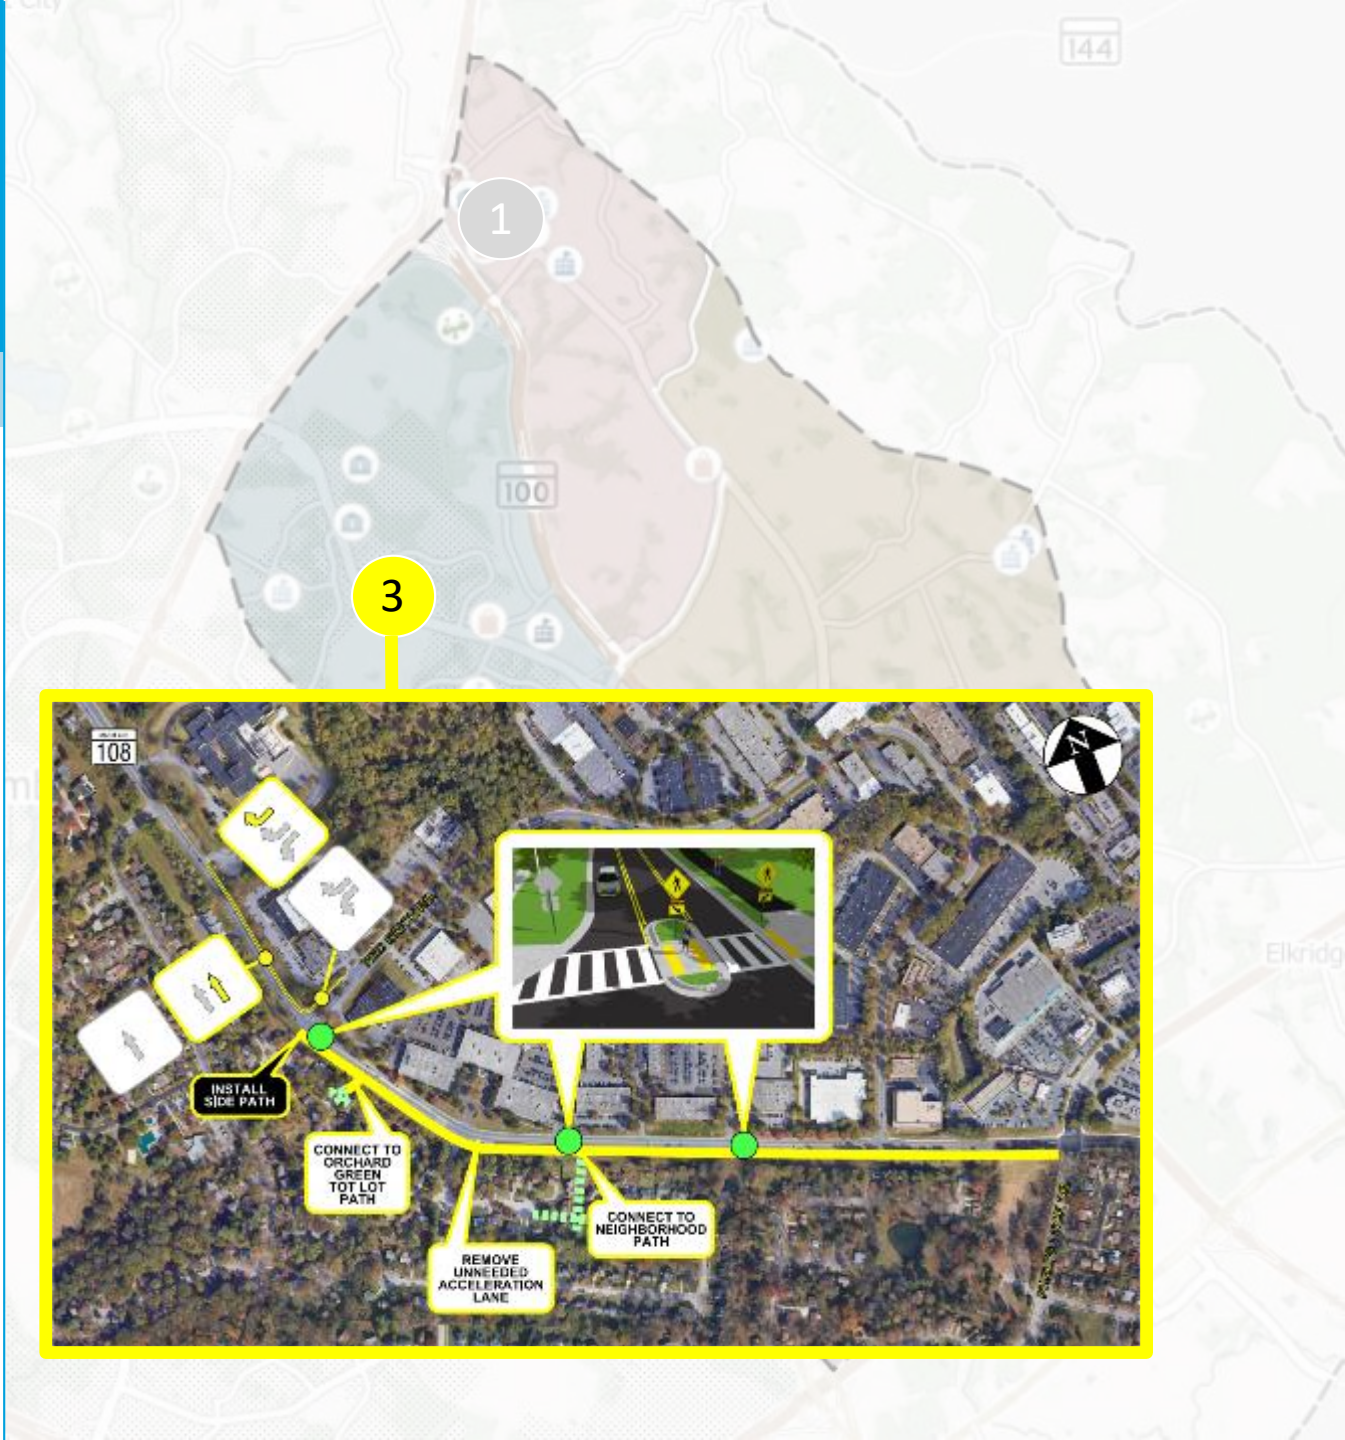 City
144
1
100
3
108
N
Elkridg
INSTALL
SIDE PATH
CONNECT TO
ORCHARD
GREEN
TOT LOT
PATH
CONNECT TO
NEIGHBORHOOD
PATH
REMOVE
UNNEEDED
ACCELERATION
LANE